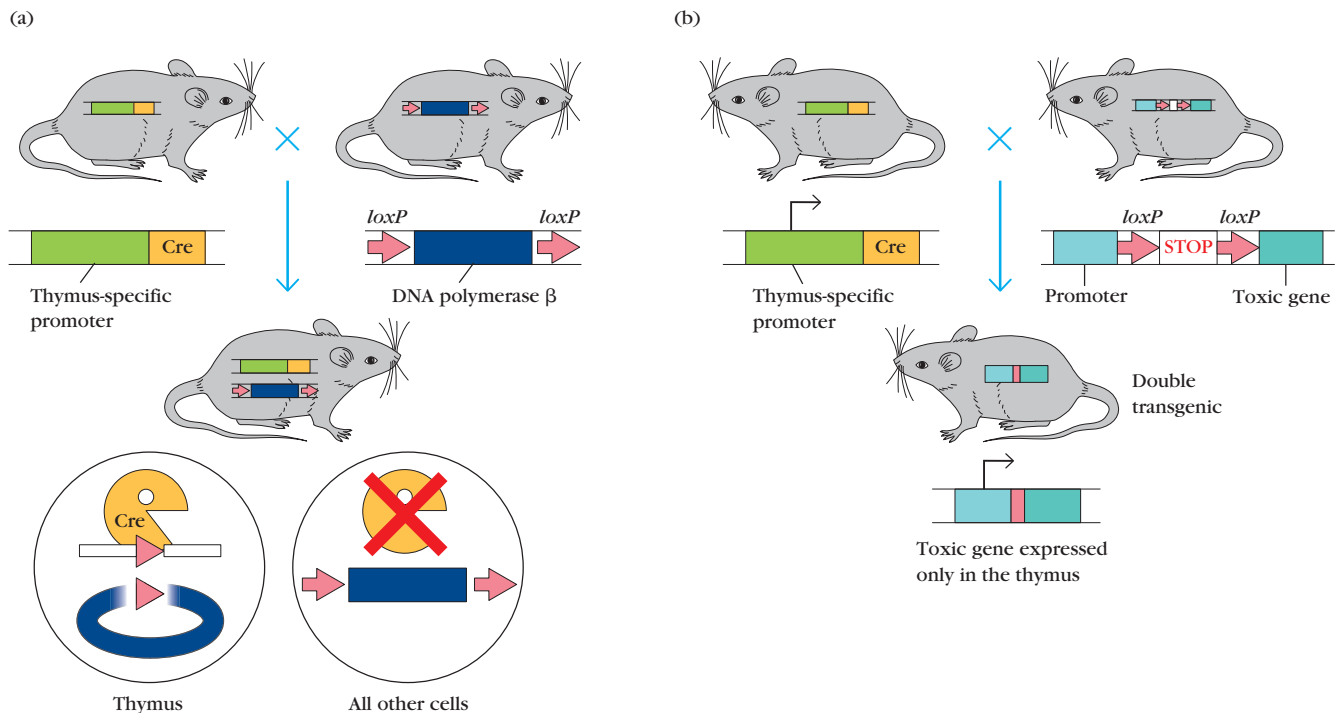 (a)
loxP
loxP
Cre
Thymus-specific
promoter
DNA polymerase β
Cre
Thymus
All other cells
(b)
loxP
loxP
Cre
STOP
Thymus-specific
promoter
Promoter
Toxic gene
Double
transgenic
Toxic gene expressed
only in the thymus